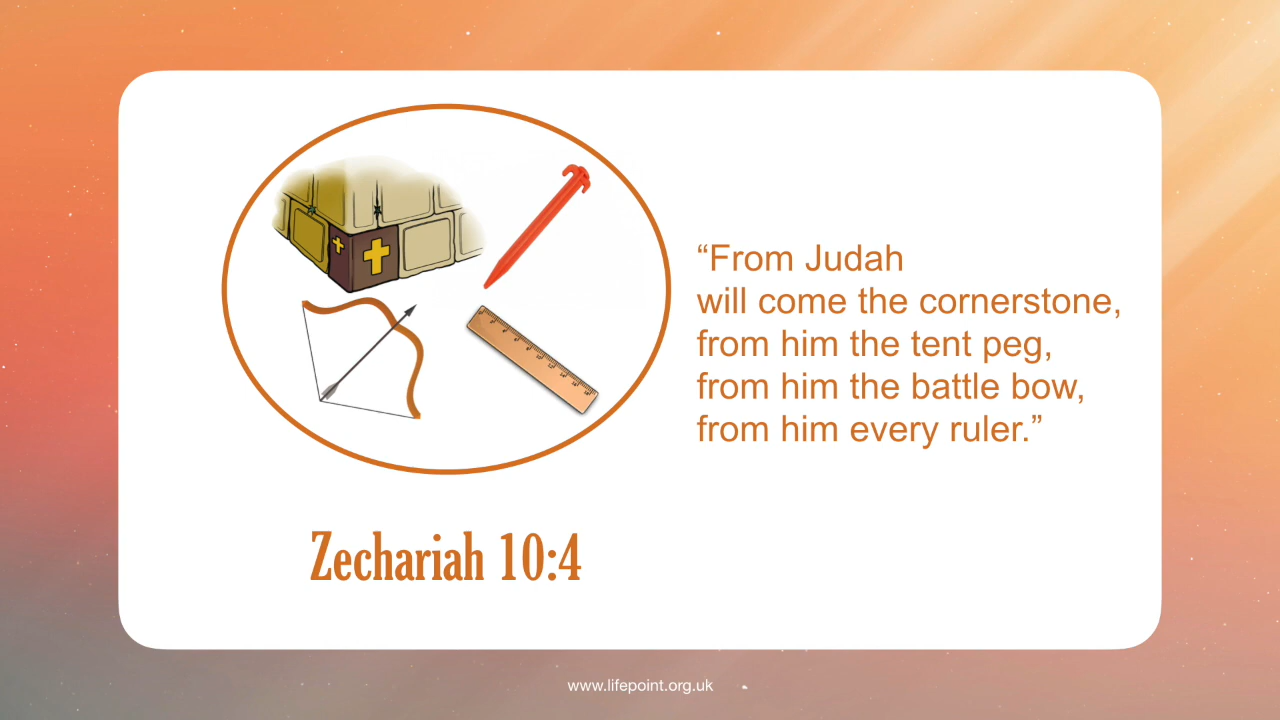 “From Judah
will come the cornerstone,
from him the tent peg,
from him the battle bow,
from him every ruler.”
Zechariah 10:4
www.lifepoint.org.uk